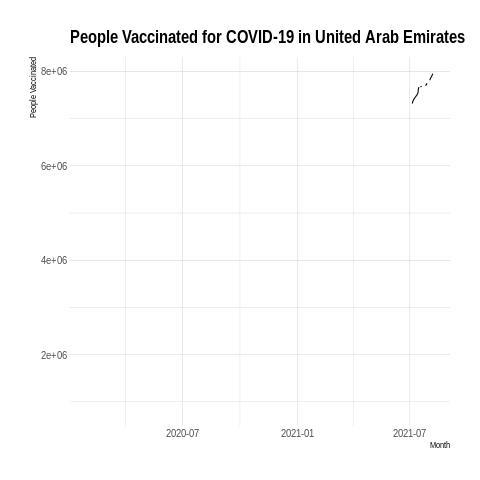 People Vaccinated for COVID-19 in United Arab Emirates
People Vaccinated
8e+06
6e+06
4e+06
2e+06
2020-07
2021-01
2021-07
Month